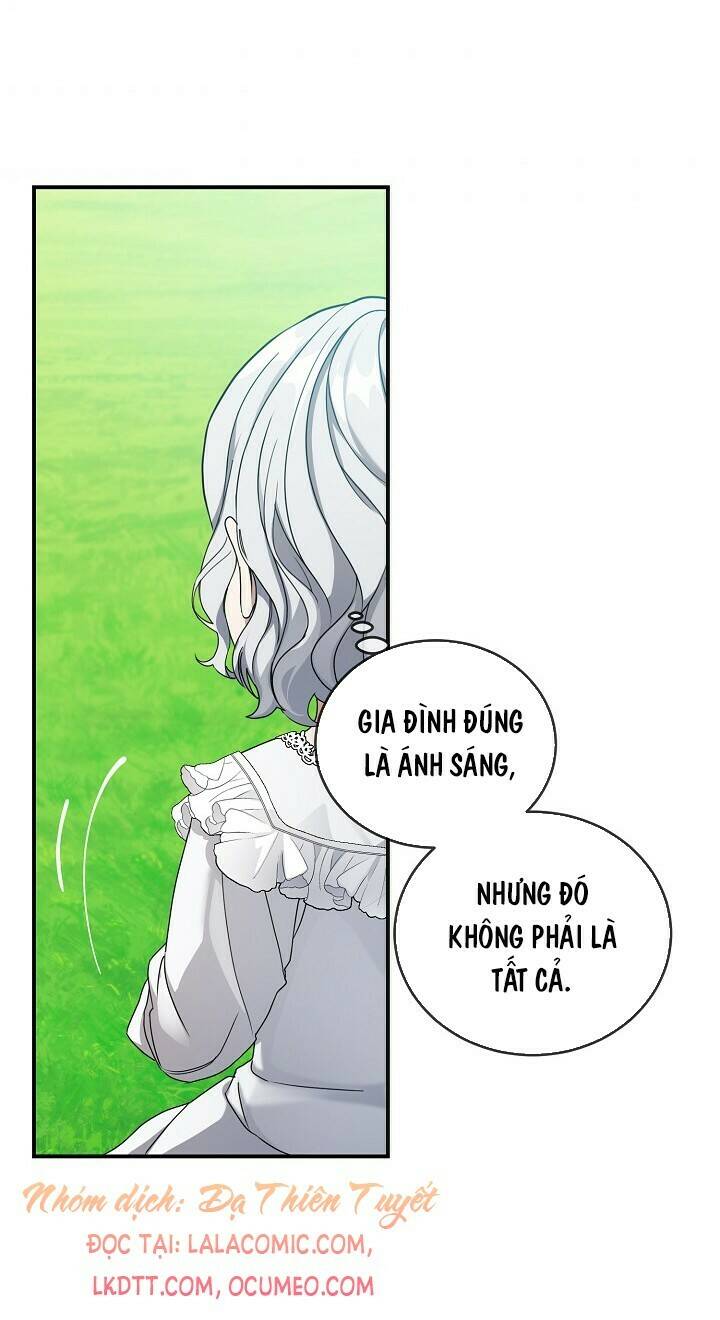 GIA ĐÌNH ĐÚNG
LÀ ÁNH SÁNG,
NHƯNG ĐÓ
KHÔNG PHẢI LÀ
TẤT CẢ.
Nhóm dịch: Dạ Thiên Tuyết
ĐỌC TẠI: LALACOMIC.COM,
LKDTT.COM, OCUMEO.COM